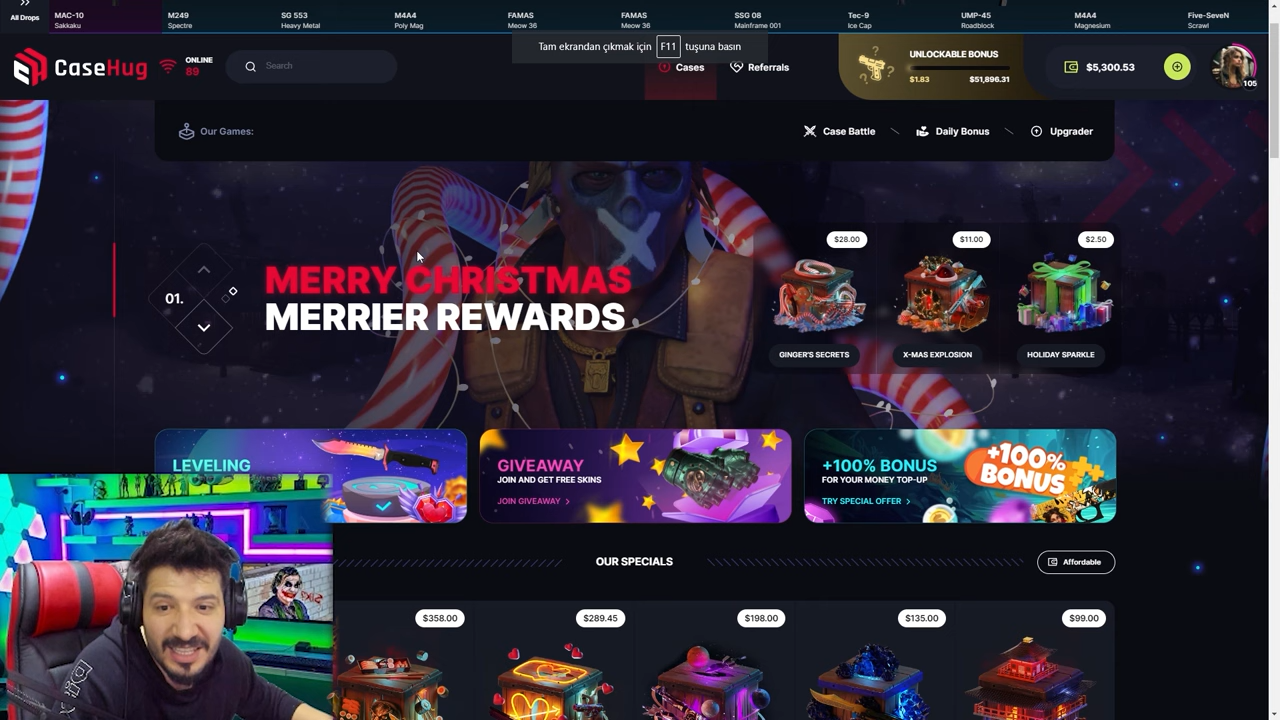 All Drops
MAC-10
Sakkaku
M249
Spectre
SG 553
Heavy Metal
M4A4
Poly Mag
FAMAS
Meow 36
FAMAS
Meow 36
SSG 08
Mainframe 001
Tec-9
Ice Cap
UMP-45
Roadblock
M4A4
Magnesium
Five-SeveN
Scrawl
Tam ekrandan çıkmak için F11 tuşuna basın
CaseHug
ONLINE
89
Search
Cases
Referrals
UNLOCKABLE BONUS
$1.83
$51,896.31
$5,300.53
105
Our Games:
Case Battle
Daily Bonus
Upgrader
01.
MERRY CHRISTMAS
MERRIER REWARDS
$28.00
$11.00
$2.50
GINGER'S SECRETS
X-MAS EXPLOSION
HOLIDAY SPARKLE
LEVELING
GIVEAWAY
JOIN AND GET FREE SKINS
JOIN GIVEAWAY
+100% BONUS
FOR YOUR MONEY TOP-UP
TRY SPECIAL OFFER
+100%
BONUS
OUR SPECIALS
Affordable
$358.00
$289.45
$198.00
$135.00
$99.00